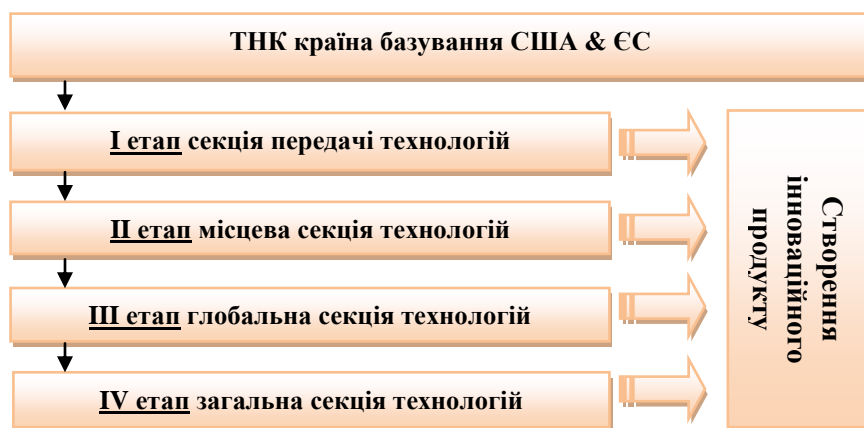 ТНК країна базування США & ЄС
І етап секція передачі технологій
ІІ етап місцева секція технологій
ІІІ етап глобальна секція технологій
IV етап загальна секція технологій
Створення
інноваційного
продукту